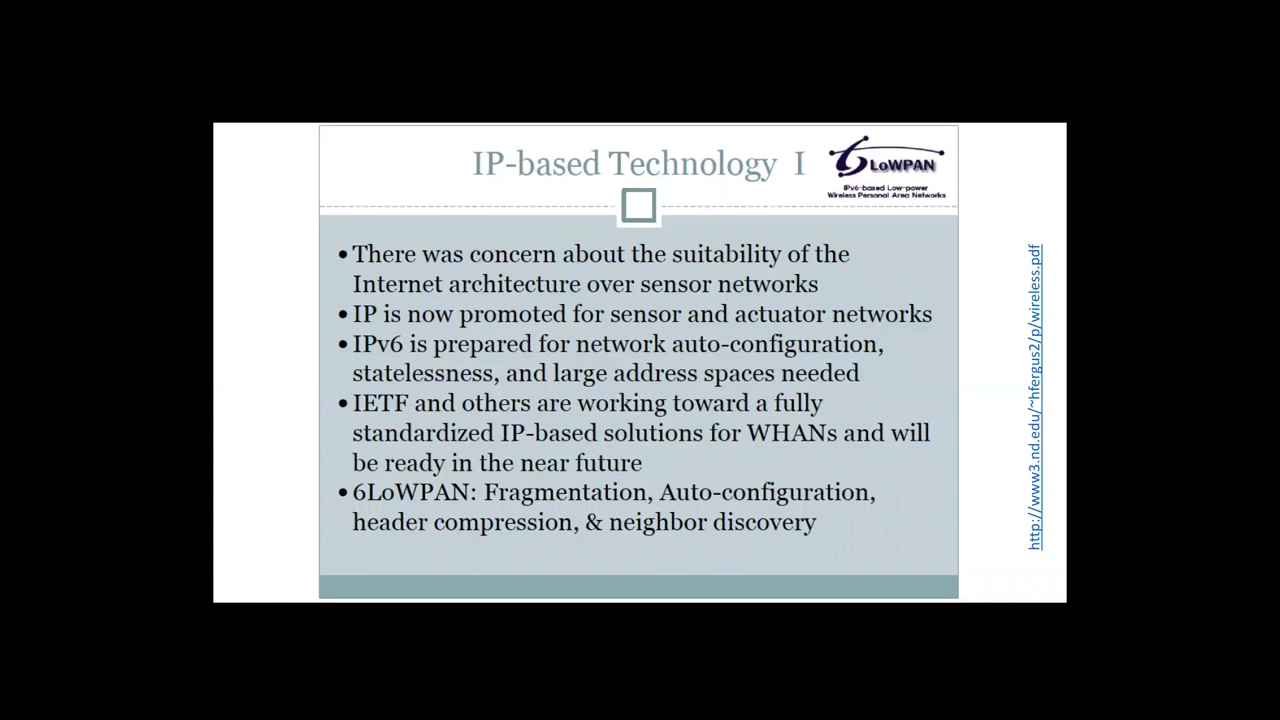 IP-based Technology I
6LoWPAN
IPv6-based Low-power
Wireless Personal Area Networks
•There was concern about the suitability of the
Internet architecture over sensor networks
•IP is now promoted for sensor and actuator networks
•IPv6 is prepared for network auto-configuration,
statelessness, and large address spaces needed
•IETF and others are working toward a fully
standardized IP-based solutions for WHANs and will
be ready in the near future
•6LoWPAN: Fragmentation, Auto-configuration,
header compression, & neighbor discovery
http://www3.nd.edu/~hfergus2/p/wireless.pdf